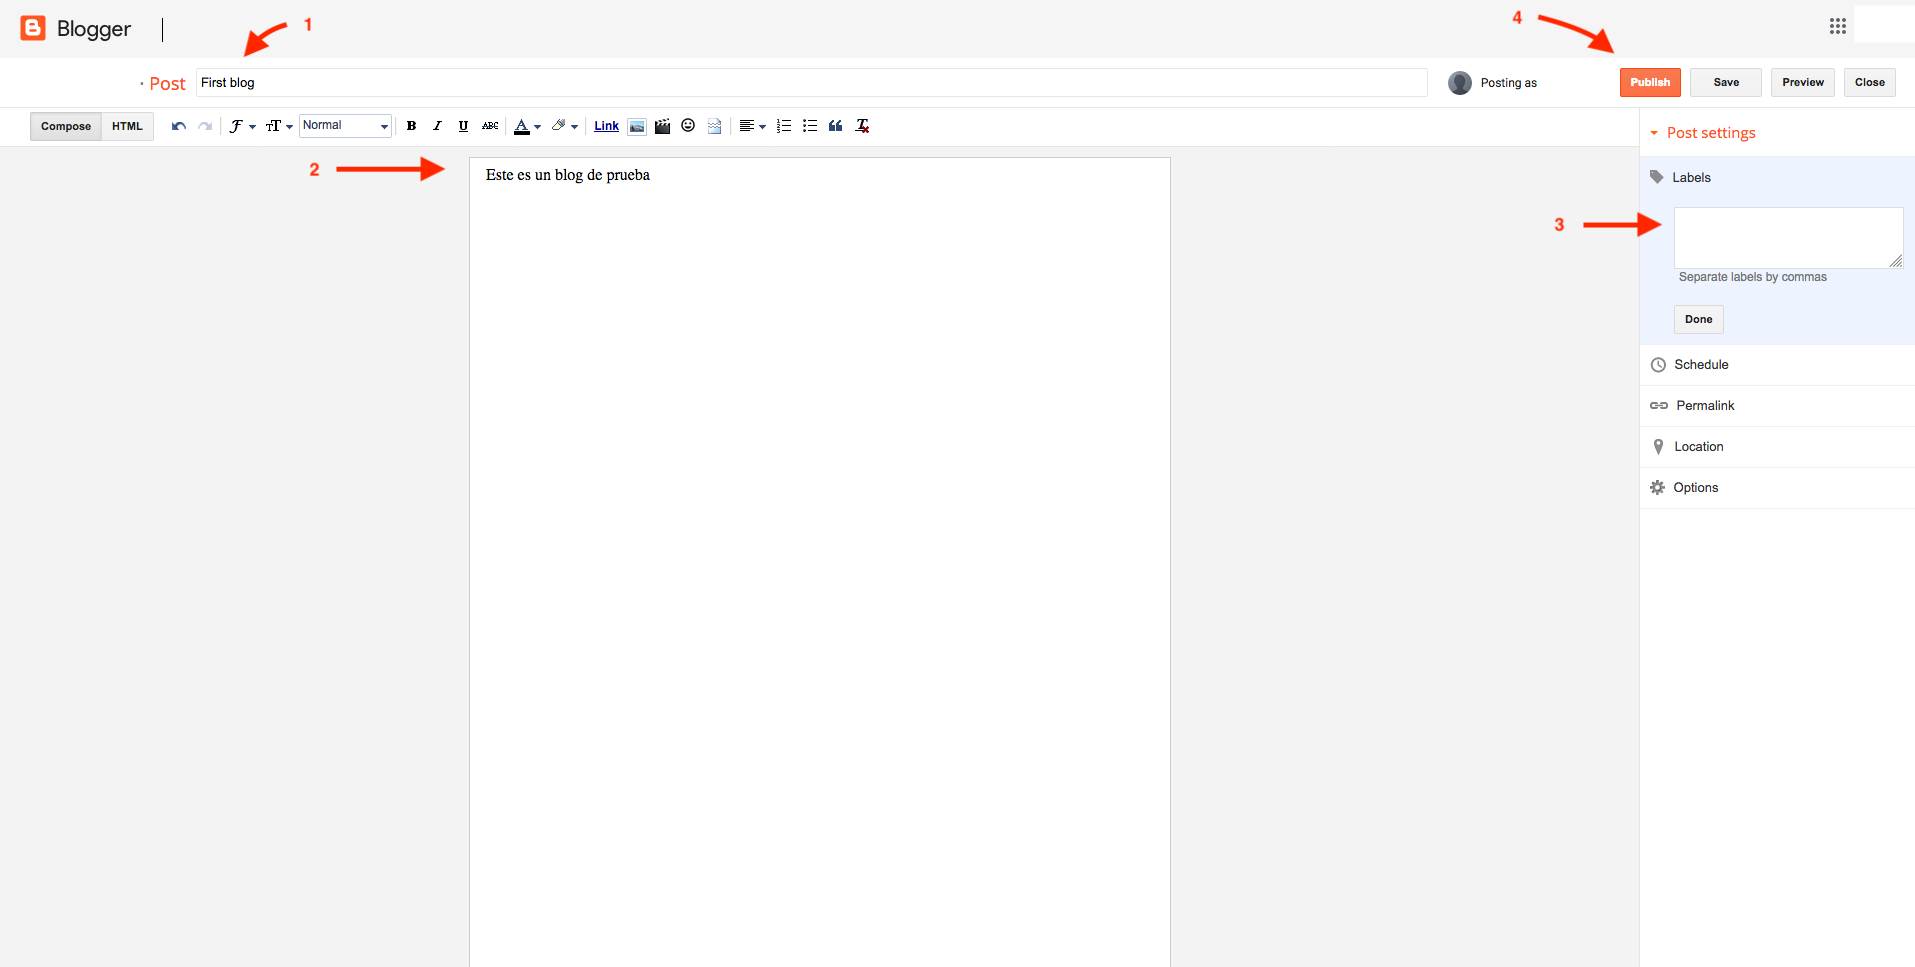 Blogger
1
4
· Post
First blog
Posting as
Publish
Save
Preview
Close
Compose
HTML
Normal
B
I
U
ABC
A
Link
Post settings
2
Este es un blog de prueba
Labels
3
Separate labels by commas
Done
Schedule
Permalink
Location
Options